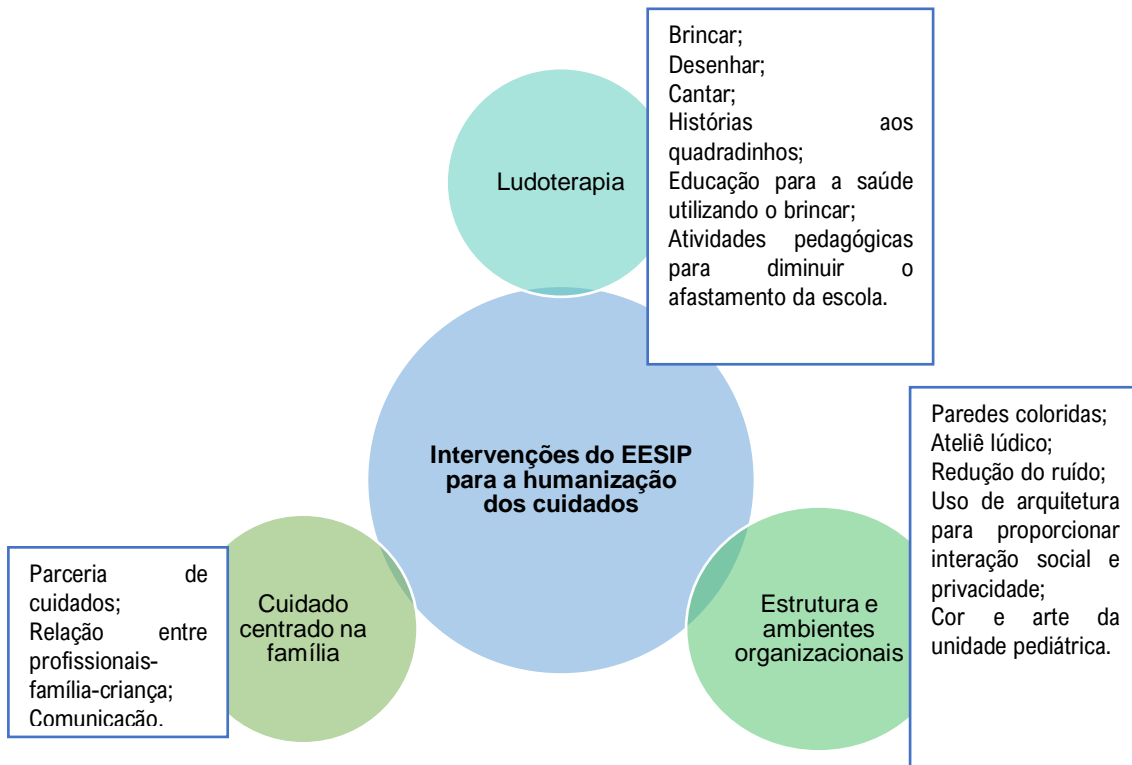 Brincar;
Desenhar;
Cantar;
Histórias aos
quadradinhos;
Educação para a saúde
utilizando o brincar;
Atividades pedagógicas
para diminuir o
afastamento da escola.
Ludoterapia
Intervenções do EESIP
para a humanização
dos cuidados
Paredes coloridas;
Ateliê lúdico;
Redução do ruído;
Uso de arquitetura
para proporcionar
interação social e
privacidade;
Cor e arte da
unidade pediátrica.
Estrutura e
ambientes
organizacionais
Parceria de
cuidados;
Relação entre
profissionais-
família-criança;
Comunicação.
Cuidado
centrado na
família